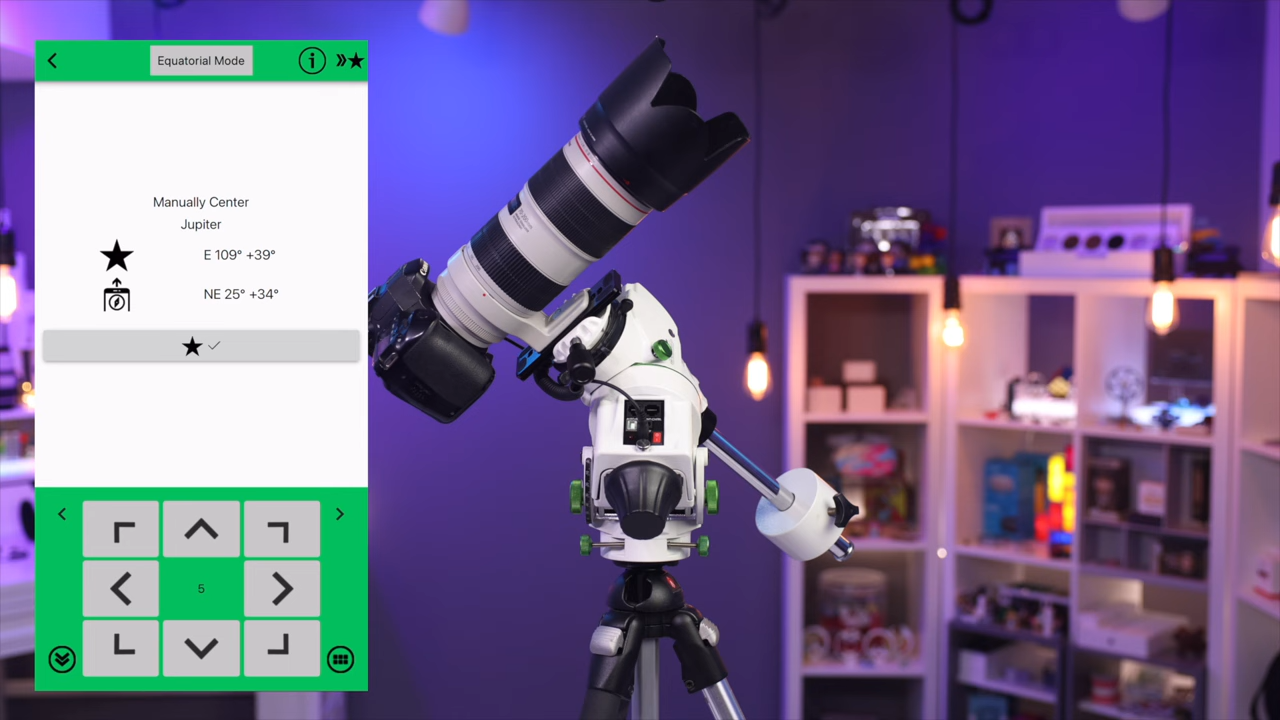 Equatorial Mode
Manually Center
Jupiter
E 109° +39°
NE 25° +34°
5